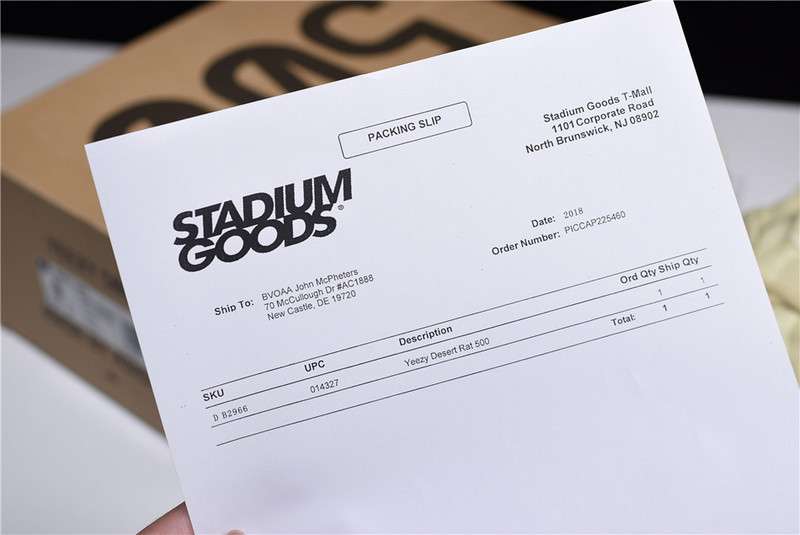 500
PACKING SLIP
Stadium Goods T-Mall
1101 Corporate Road
North Brunswick, NJ 08902
STADIUM
GOODS®
Date: 2018
Order Number: PICCAP225460
Ship To: BVOAA John McPheters
70 McCullough Dr #AC1888
New Castle, DE 19720
SKU UPC Description Ord Qty Ship Qty
D B2966 014327 Yeezy Desert Rat 500 1 1
Total: 1 1